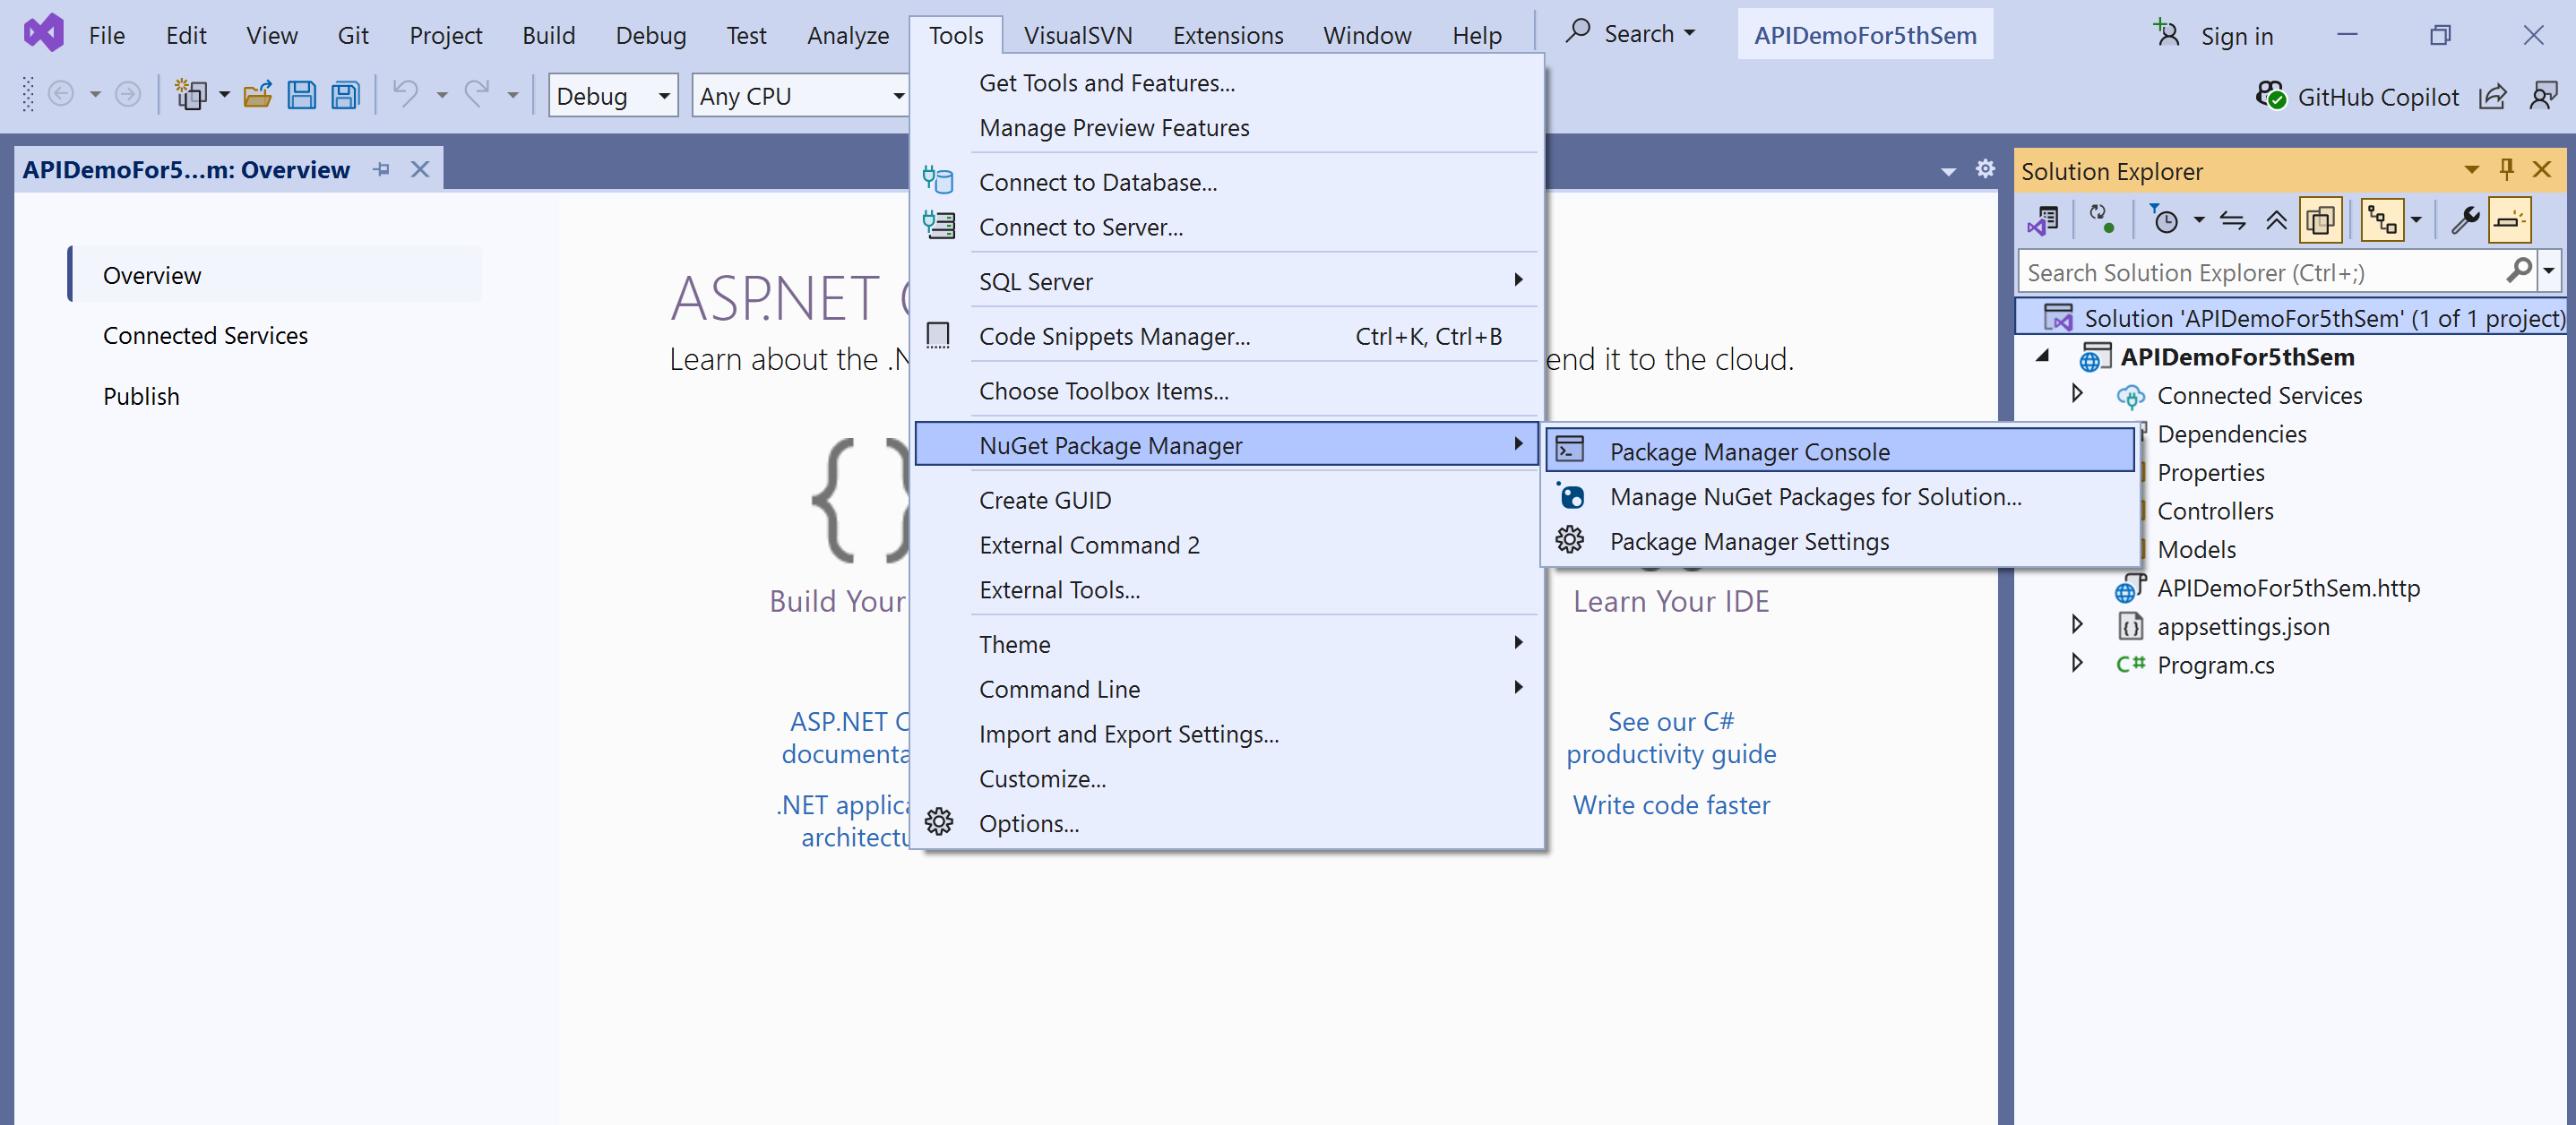 File Edit View Git Project Build Debug Test Analyze Tools VisualSVN Extensions Window Help Search APIDemoFor5thSem Sign in
Debug Any CPU GitHub Copilot
APIDemoFor5...m: Overview
Overview
Connected Services
Publish
ASP.NET
Learn about the .N
end it to the cloud.
Build Your
Learn Your IDE
ASP.NET C
documenta
.NET applica
architectu
See our C#
productivity guide
Write code faster
Get Tools and Features...
Manage Preview Features
Connect to Database...
Connect to Server...
SQL Server
Code Snippets Manager... Ctrl+K, Ctrl+B
Choose Toolbox Items...
NuGet Package Manager
Create GUID
External Command 2
External Tools...
Theme
Command Line
Import and Export Settings...
Customize...
Options...
Package Manager Console
Manage NuGet Packages for Solution...
Package Manager Settings
Solution Explorer
Search Solution Explorer (Ctrl+;)
Solution 'APIDemoFor5thSem' (1 of 1 project)
APIDemoFor5thSem
Connected Services
Dependencies
Properties
Controllers
Models
APIDemoFor5thSem.http
appsettings.json
C# Program.cs